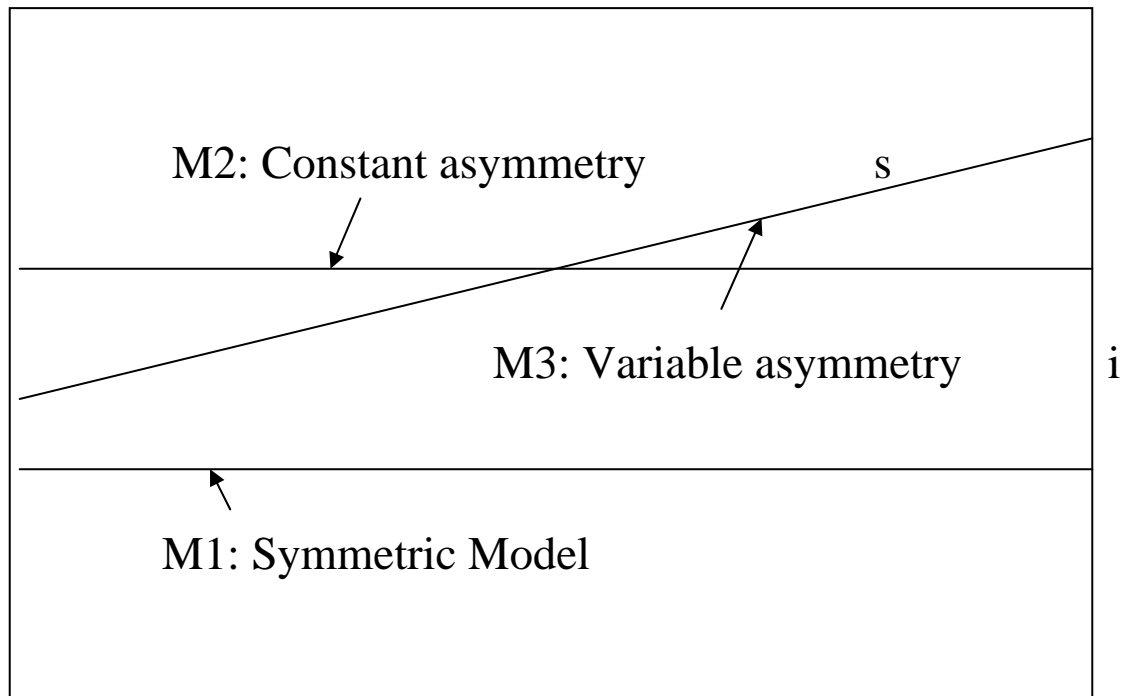 M2: Constant asymmetry
s
M3: Variable asymmetry
i
M1: Symmetric Model